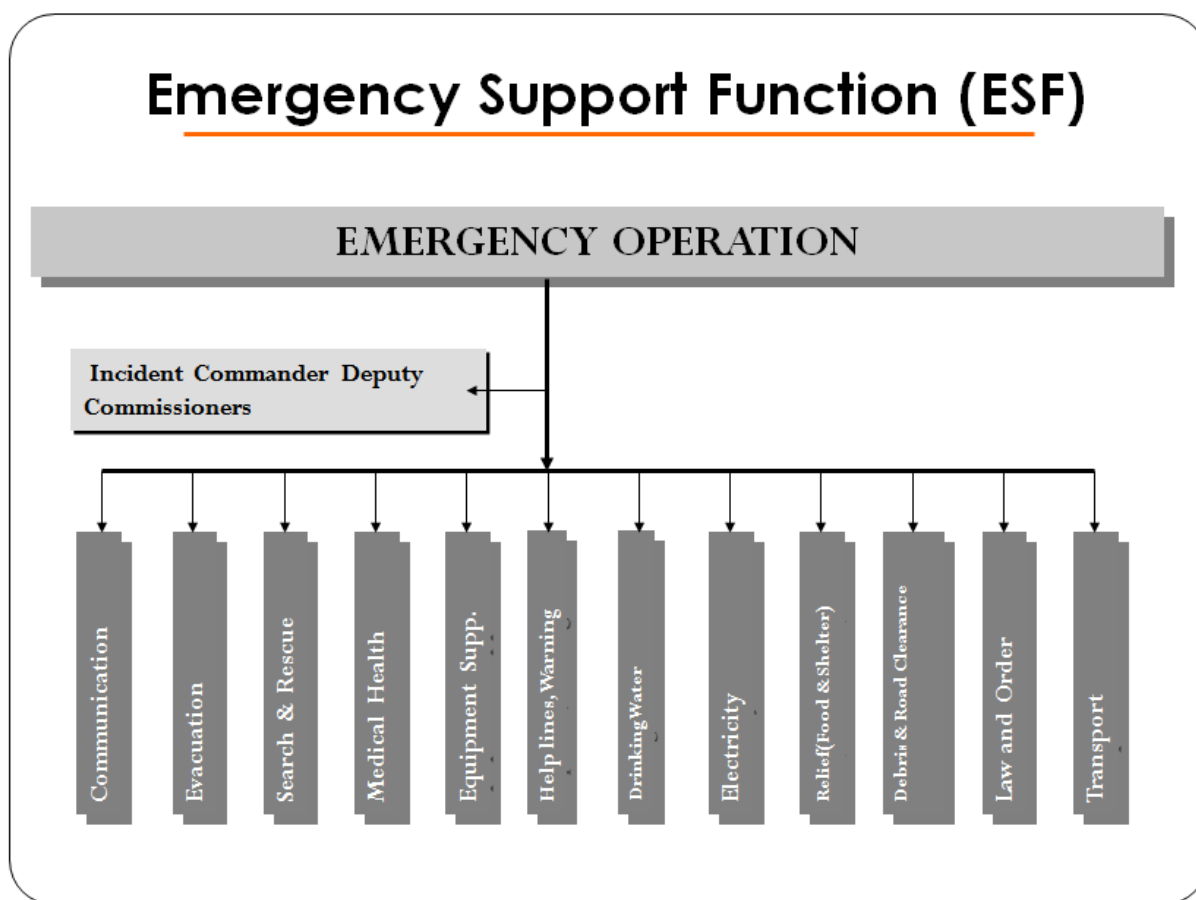 Emergency Support Function (ESF)
EMERGENCY OPERATION
Incident Commander Deputy
Commissioners
Communication
Evacuation
Search & Rescue
Medical Health
Equipment Supp.
Help lines, Warning
Drinking Water
Electricity
Relief(Food & Shelter)
Debris & Road Clearance
Law and Order
Transport